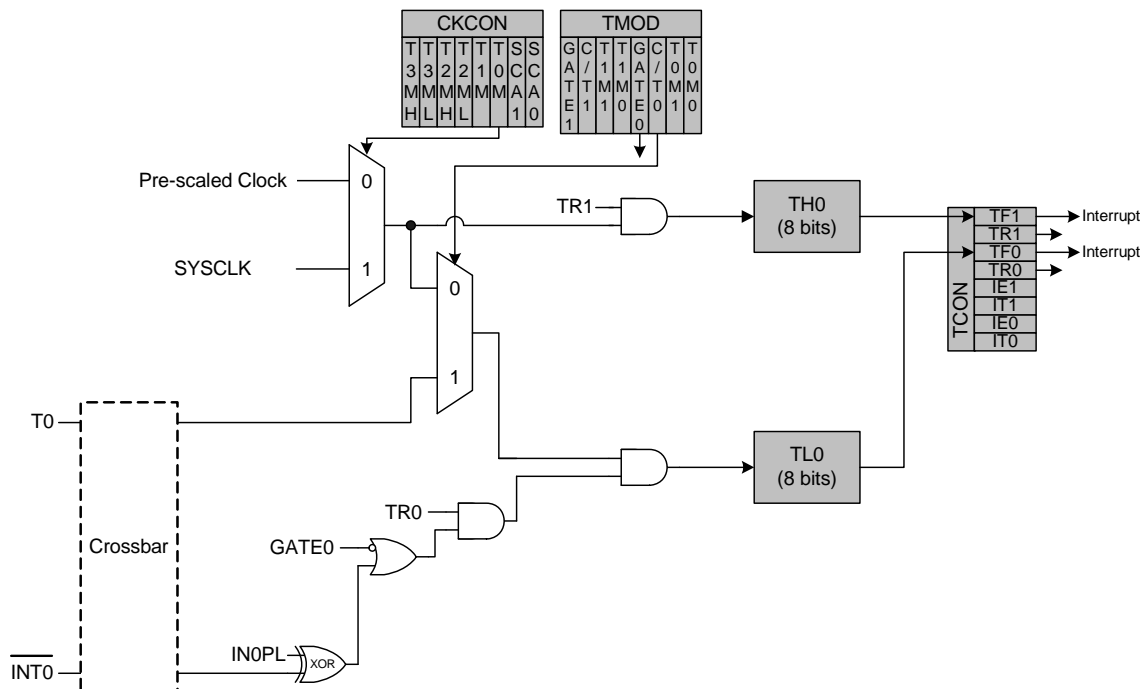 CKCON
TMOD
T3MH
T3ML
T2MH
T2ML
T1M
T0M
SCA1
SCA0
GATE1
C/T1
T1M1
T1M0
GATE0
C/T0
T0M1
T0M0
Pre-scaled Clock
0
1
SYSCLK
TR1
TH0
(8 bits)
TCON
TF1
TR1
TF0
TR0
IE1
IT1
IE0
IT0
Interrupt
Interrupt
0
1
T0
Crossbar
TL0
(8 bits)
TR0
GATE0
IN0PL
XOR
INT0